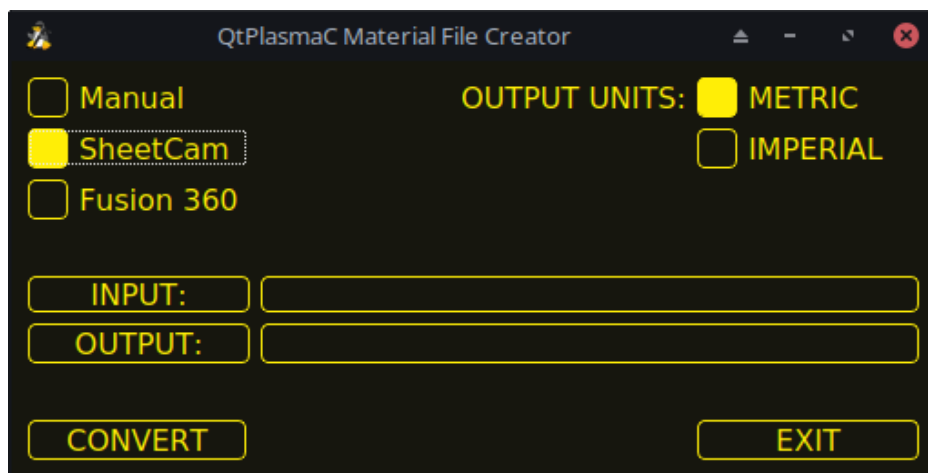 QtPlasmaC Material File Creator
Manual OUTPUT UNITS: METRIC
SheetCam IMPERIAL
Fusion 360
INPUT:
OUTPUT:
CONVERT EXIT